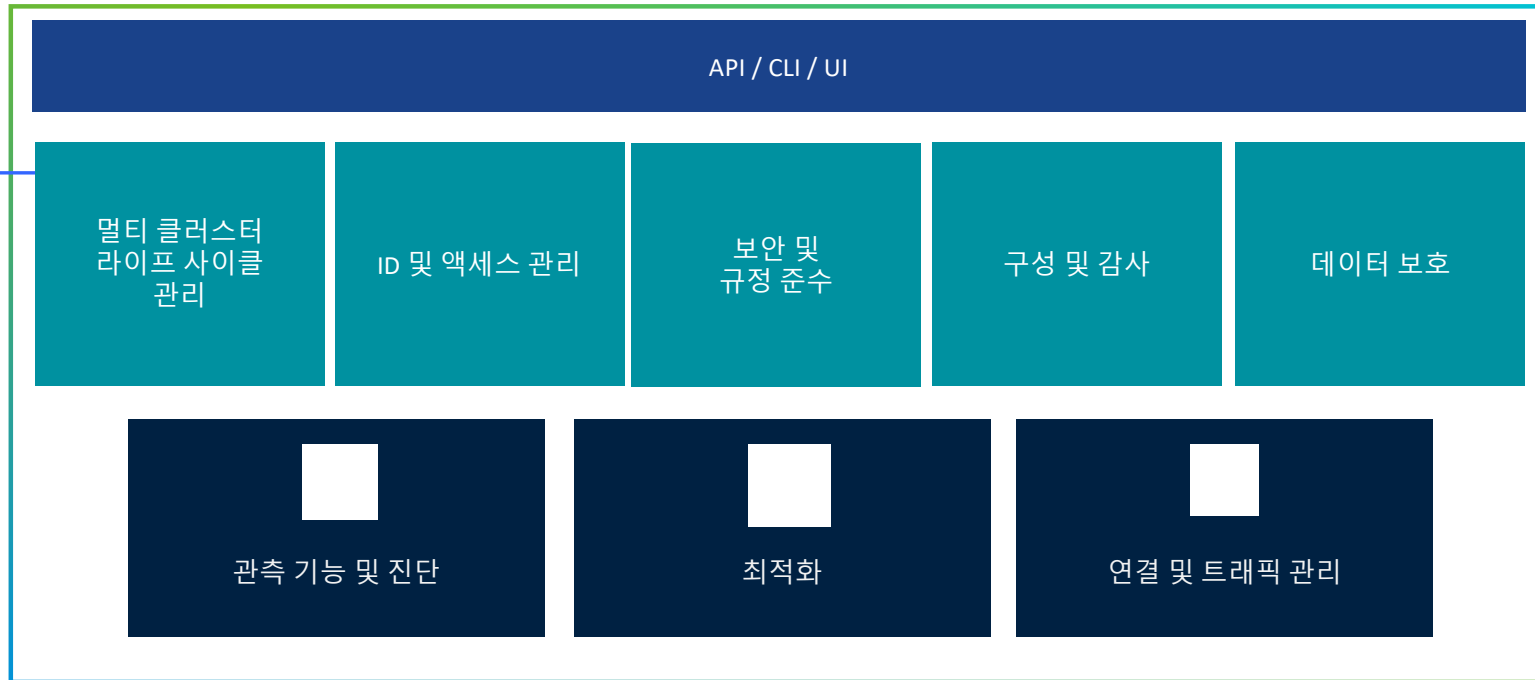 API / CLI / UI
멀티 클러스터
라이프 사이클
관리
ID 및 액세스 관리
보안 및
규정 준수
구성 및 감사
데이터 보호
관측 기능 및 진단
최적화
연결 및 트래픽 관리